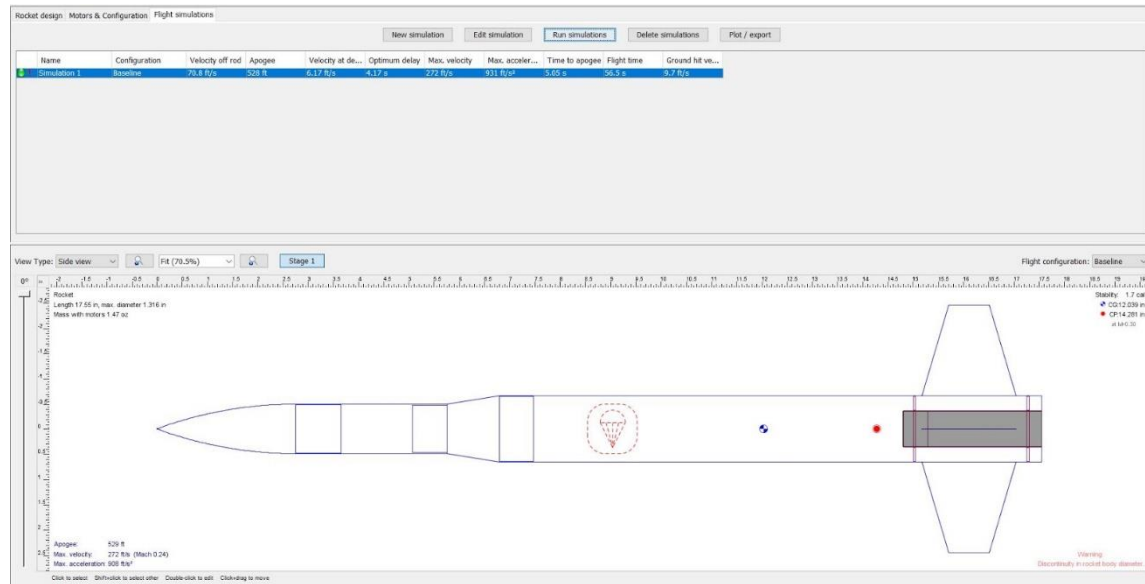 Rocket design Motors & Configuration Flight simulations
New simulation Edit simulation Run simulations Delete simulations Plot / export
Name Configuration Velocity off rod Apogee Velocity at de... Optimum delay Max. velocity Max. acceler... Time to apogee Flight time Ground hit ve...
Simulation 1 Baseline 70.8 ft/s 528 ft 6.17 ft/s 4.17 s 272 ft/s 931 ft/s² 5.05 s 56.5 s 9.7 ft/s
View Type: Side view Fit (70.5%) Stage 1 Flight configuration: Baseline
0°
Rocket
Length 17.55 in, max. diameter 1.316 in
Mass with motors 1.47 oz
Stability: 1.7 cal
CG:12.039 in
CP:14.281 in
at M=0.30
Apogee: 529 ft
Max. velocity: 272 ft/s (Mach 0.24)
Max. acceleration: 908 ft/s²
Warning
Discontinuity in rocket body diameter
Click to select Shift+click to select other Double-click to edit Click+drag to move